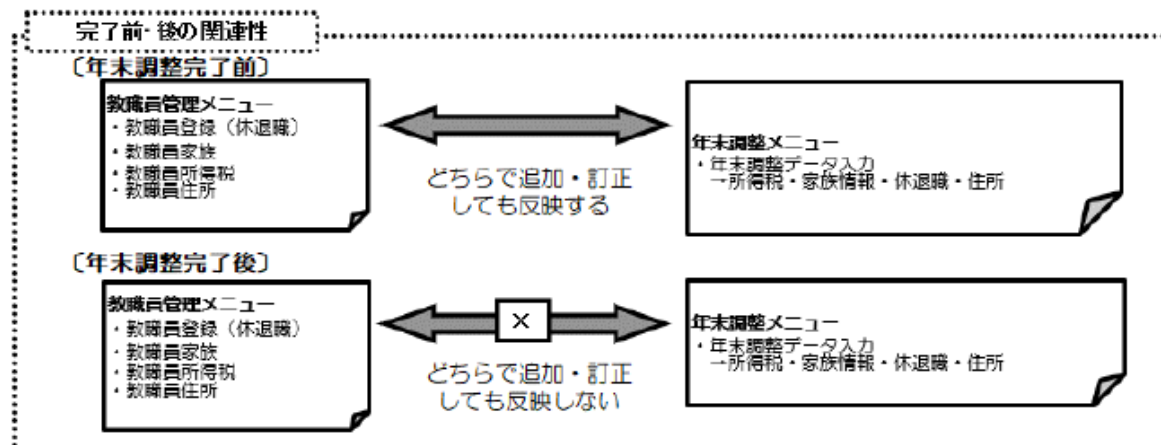 完了前・後の関連性
〔年末調整完了前〕
教職員管理メニュー
・教職員登録（休退職）
・教職員家族
・教職員所得税
・教職員住所
どちらで追加・訂正
しても反映する
年末調整メニュー
・年末調整データ入力
→所得税・家族情報・休退職・住所
〔年末調整完了後〕
教職員管理メニュー
・教職員登録（休退職）
・教職員家族
・教職員所得税
・教職員住所
×
どちらで追加・訂正
しても反映しない
年末調整メニュー
・年末調整データ入力
→所得税・家族情報・休退職・住所